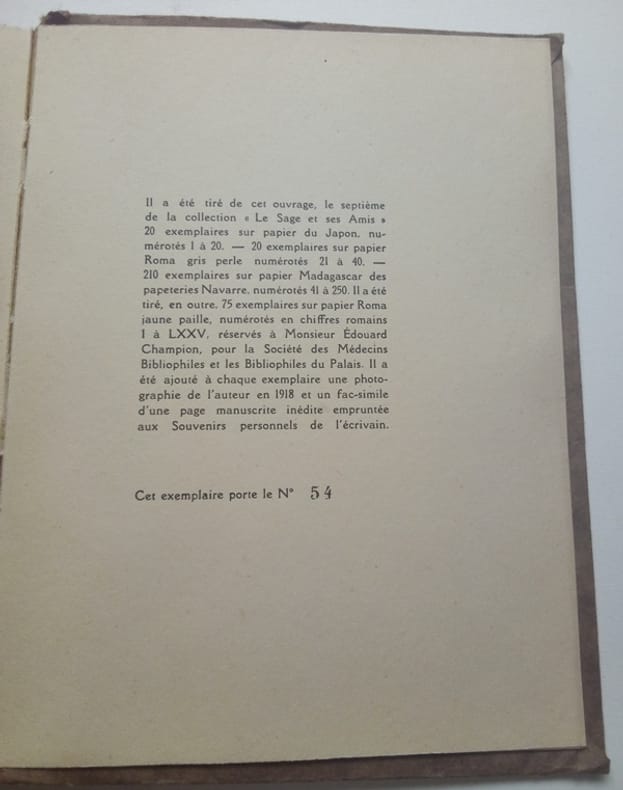 Il a été tiré de cet ouvrage, le septième
de la collection « Le Sage et ses Amis »
20 exemplaires sur papier du Japon, nu-
mérotés 1 à 20. — 20 exemplaires sur papier
Roma gris perle numérotés 21 à 40. —
210 exemplaires sur papier Madagascar des
papeteries Navarre, numérotés 41 à 250. Il a été
tiré, en outre, 75 exemplaires sur papier Roma
jaune paille, numérotés en chiffres romains
I à LXXV, réservés à Monsieur Édouard
Champion, pour la Société des Médecins
Bibliophiles et les Bibliophiles du Palais. Il a
été ajouté à chaque exemplaire une photo-
graphie de l'auteur en 1918 et un fac-simile
d'une page manuscrite inédite empruntée
aux Souvenirs personnels de l'écrivain.
Cet exemplaire porte le N° 54